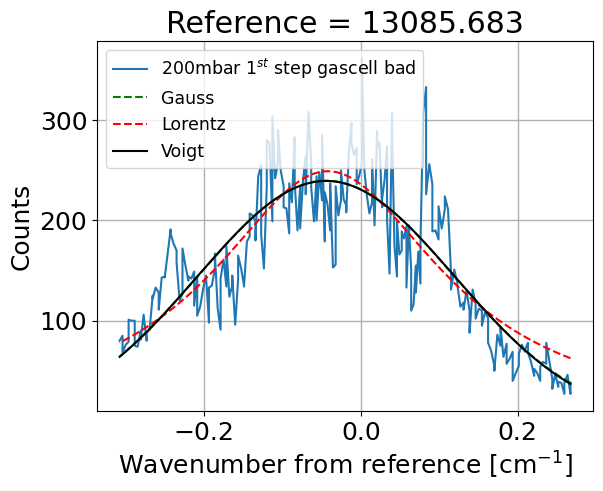 Reference = 13085.683
200mbar 1st step gascell bad
Gauss
Lorentz
Voigt
300
200
100
Counts
−0.2 0.0 0.2
Wavenumber from reference [cm⁻¹]